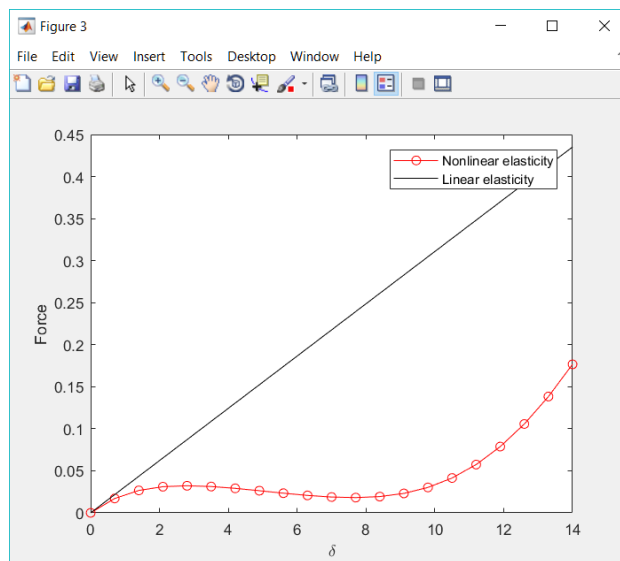 Figure 3
File Edit View Insert Tools Desktop Window Help
0.45
0.4
0.35
0.3
0.25
0.2
0.15
0.1
0.05
0
Force
Nonlinear elasticity
Linear elasticity
0 2 4 6 8 10 12 14
δ